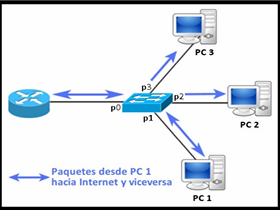 PC 3
p3
p2
p0
p1
PC 2
Paquetes desde PC 1
hacia Internet y viceversa
PC 1